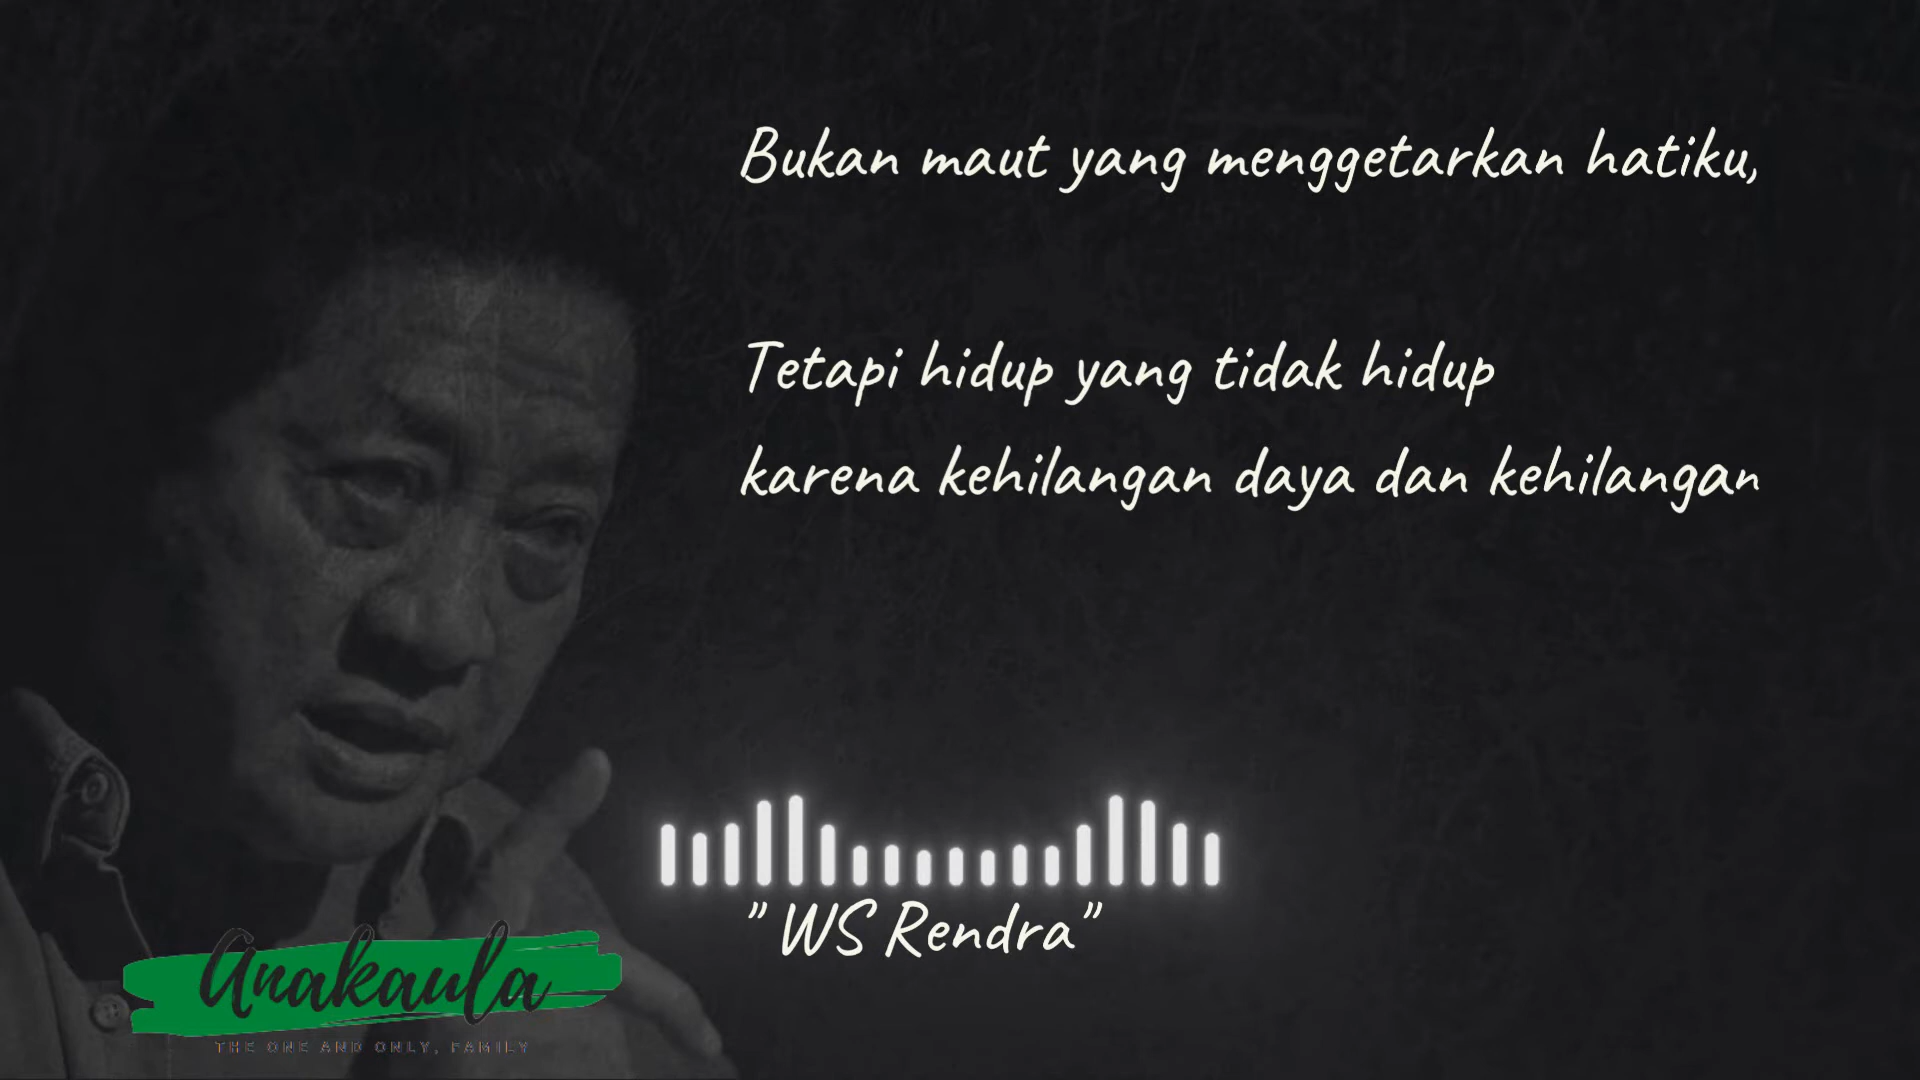 Bukan maut yang menggetarkan hatiku,
Tetapi hidup yang tidak hidup
karena kehilangan daya dan kehilangan
" WS Rendra"
Anakaula
THE ONE AND ONLY, FAMILY